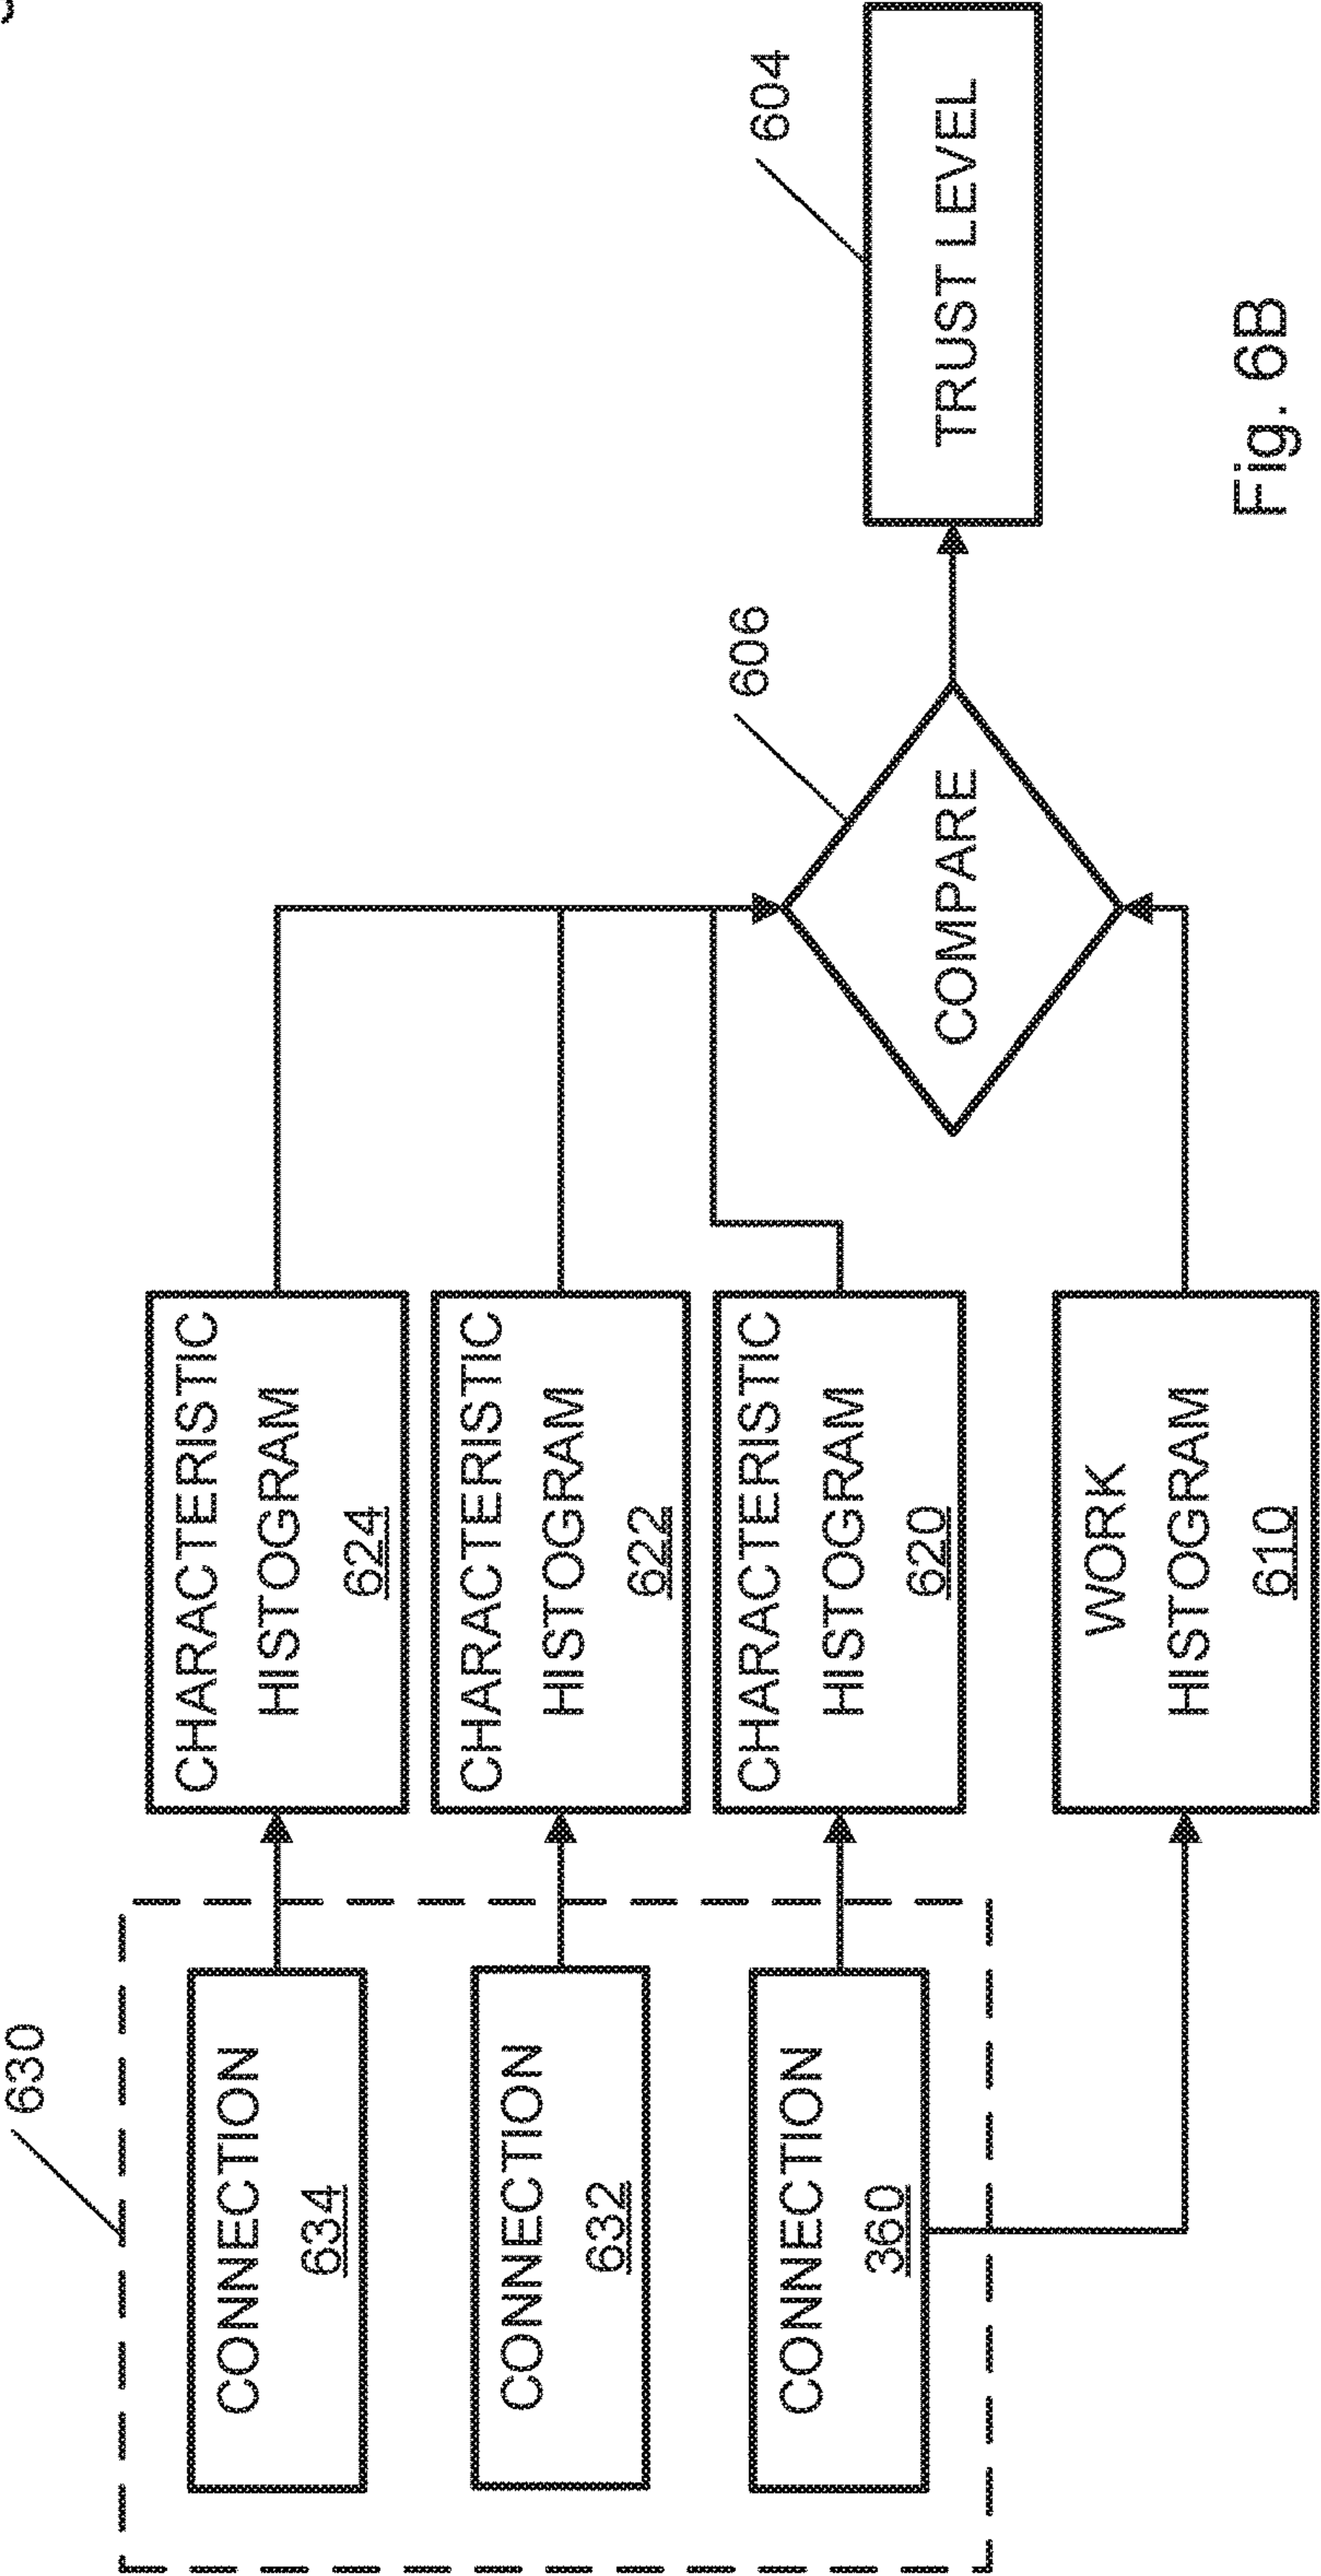 630
CONNECTION
634
CONNECTION
632
CONNECTION
360
CHARACTERISTIC
HISTOGRAM
624
CHARACTERISTIC
HISTOGRAM
622
CHARACTERISTIC
HISTOGRAM
620
WORK
HISTOGRAM
610
606
COMPARE
604
TRUST LEVEL
Fig. 6B